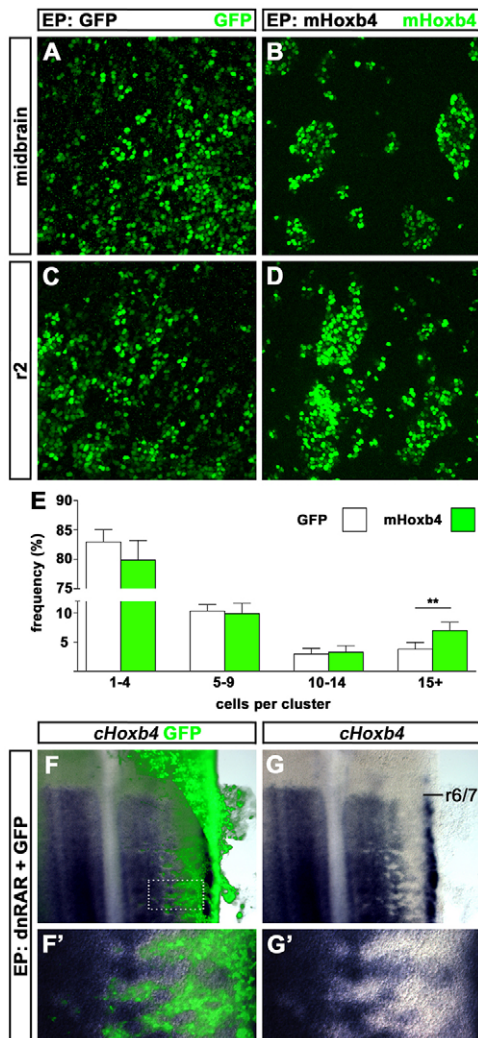 EP: GFP GFP
EP: mHoxb4 mHoxb4
midbrain
A
B
r2
C
D
E
frequency (%)
90
85
80
75
10
5
GFP
mHoxb4
**
1-4
5-9
10-14
15+
cells per cluster
cHoxb4 GFP
cHoxb4
EP: dnRAR + GFP
F
G
r6/7
F'
G'